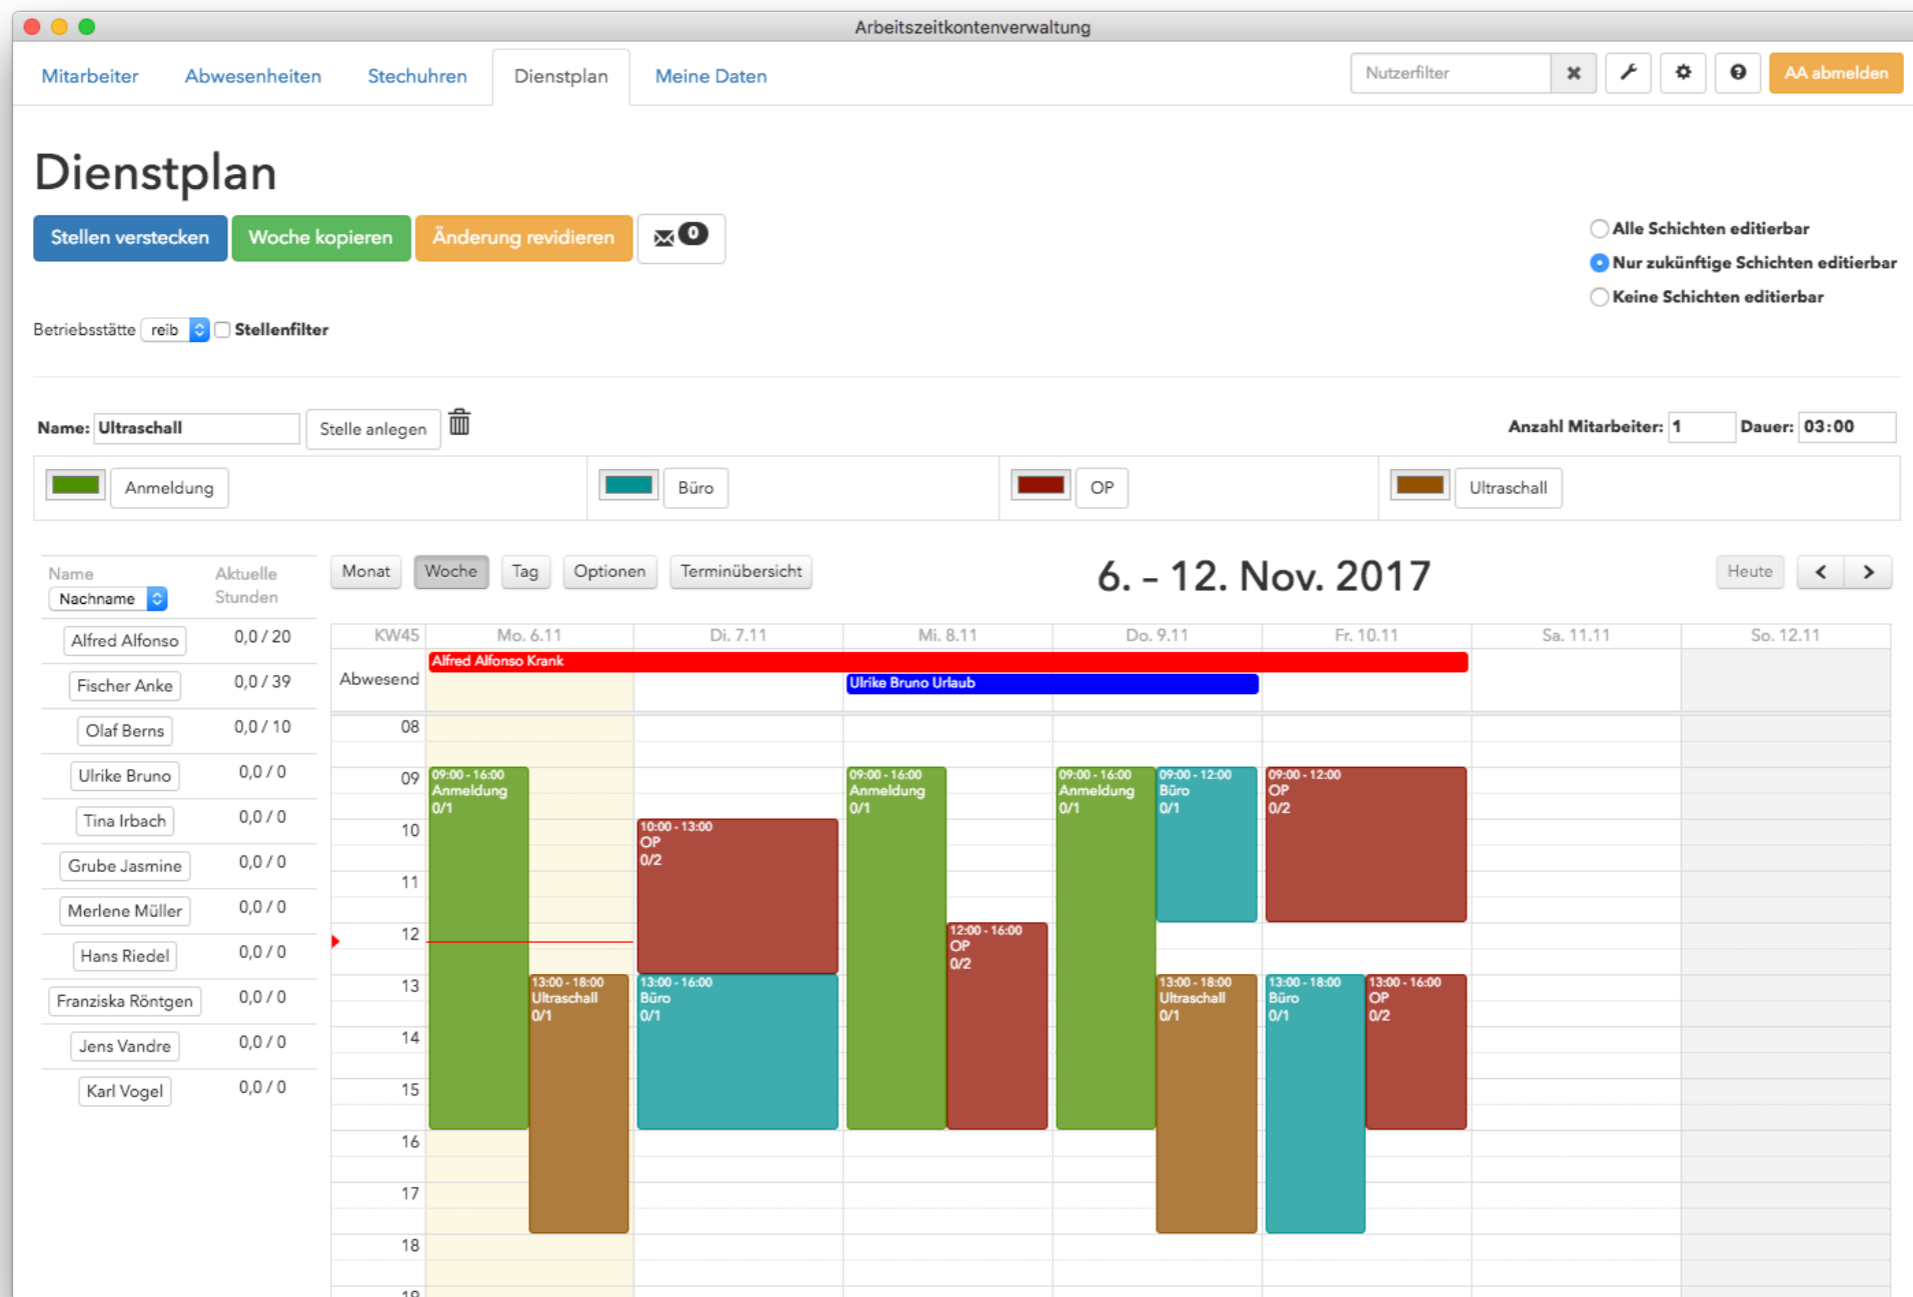 Arbeitszeitkontenverwaltung
Mitarbeiter Abwesenheiten Stechuhren Dienstplan Meine Daten Nutzerfilter AA abmelden
Dienstplan
Stellen verstecken Woche kopieren Änderung revidieren 0
Alle Schichten editierbar
Nur zukünftige Schichten editierbar
Keine Schichten editierbar
Betriebsstätte reib Stellenfilter
Name: Ultraschall Stelle anlegen Anzahl Mitarbeiter: 1 Dauer: 03:00
Anmeldung Büro OP Ultraschall
Name Aktuelle Stunden
Nachname
Alfred Alfonso 0,0 / 20
Fischer Anke 0,0 / 39
Olaf Berns 0,0 / 10
Ulrike Bruno 0,0 / 0
Tina Irbach 0,0 / 0
Grube Jasmine 0,0 / 0
Merlene Müller 0,0 / 0
Hans Riedel 0,0 / 0
Franziska Röntgen 0,0 / 0
Jens Vandre 0,0 / 0
Karl Vogel 0,0 / 0
Monat Woche Tag Optionen Terminübersicht 6. – 12. Nov. 2017 Heute
KW45 Mo. 6.11 Di. 7.11 Mi. 8.11 Do. 9.11 Fr. 10.11 Sa. 11.11 So. 12.11
Abwesend
Alfred Alfonso Krank
Ulrike Bruno Urlaub
08
09
10
11
12
13
14
15
16
17
18
19
09:00 - 16:00
Anmeldung
0/1
13:00 - 18:00
Ultraschall
0/1
10:00 - 13:00
OP
0/2
13:00 - 16:00
Büro
0/1
09:00 - 16:00
Anmeldung
0/1
12:00 - 16:00
OP
0/2
09:00 - 16:00
Anmeldung
0/1
09:00 - 12:00
Büro
0/1
13:00 - 18:00
Ultraschall
0/1
09:00 - 12:00
OP
0/2
13:00 - 18:00
Büro
0/1
13:00 - 16:00
OP
0/2